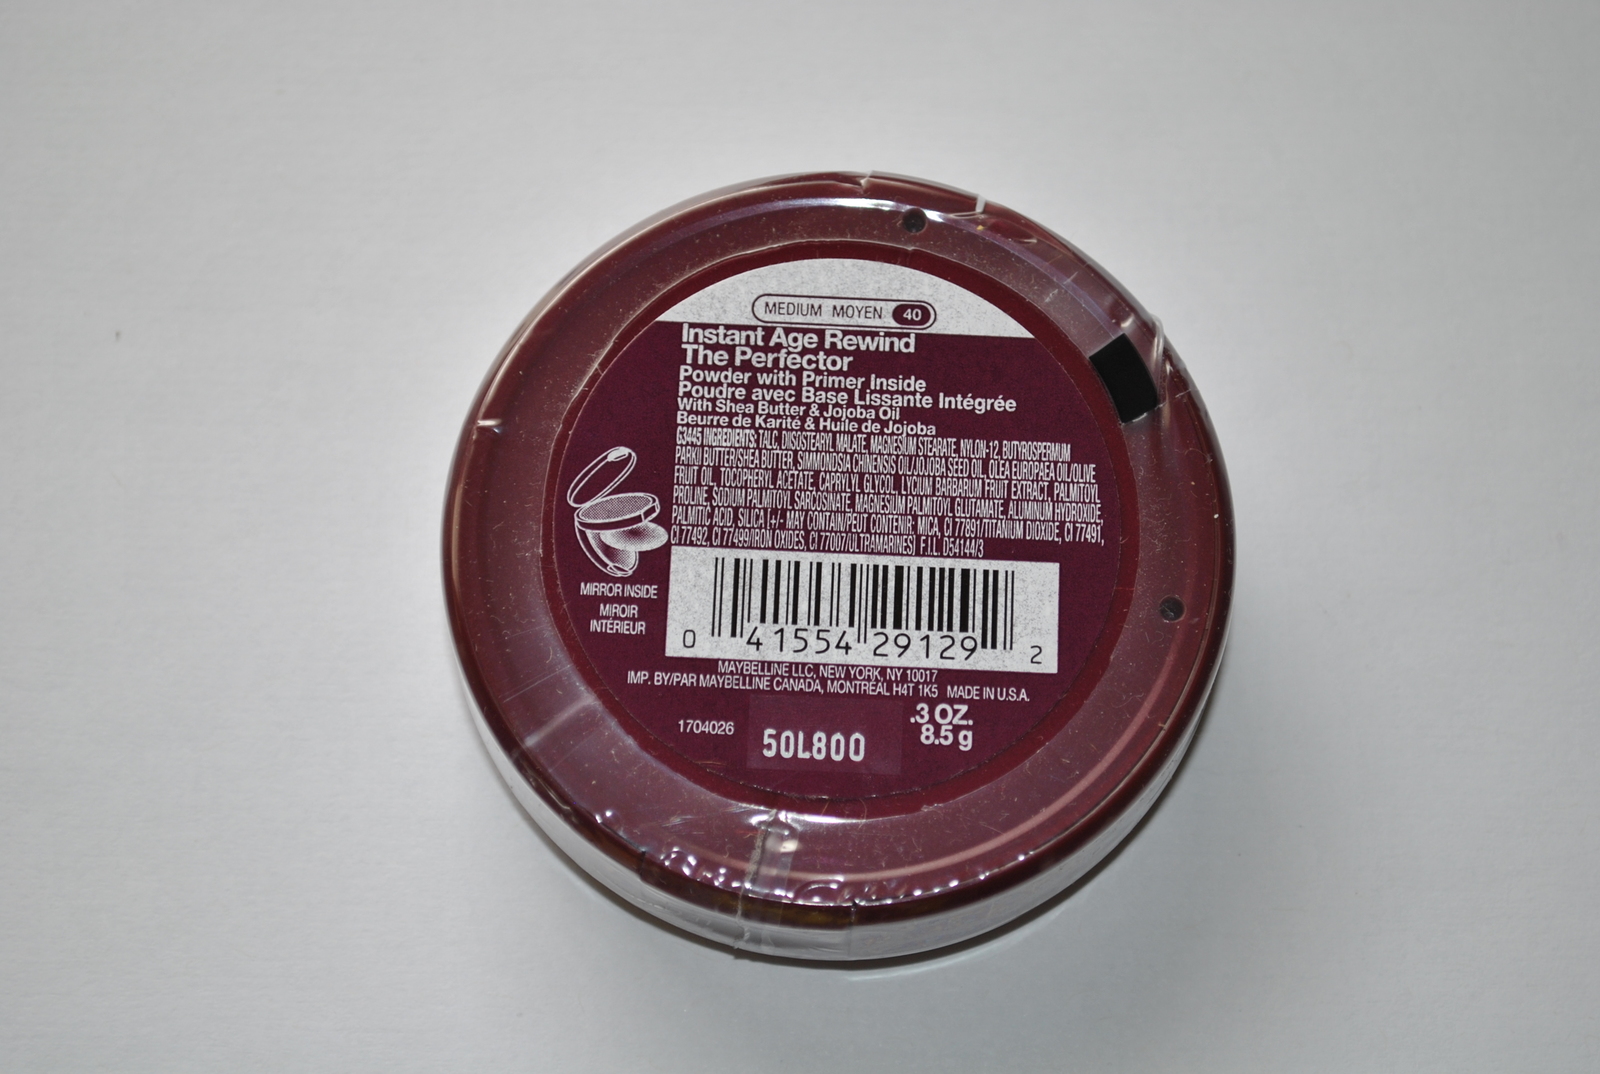 MEDIUM MOYEN 40
Instant Age Rewind
The Perfector
Powder with Primer Inside
Poudre avec Base Lissante Intégrée
With Shea Butter & Jojoba Oil
Beurre de Karité & Huile de Jojoba
G3445 INGREDIENTS: TALC, DIISOSTEARYL MALATE, MAGNESIUM STEARATE, NYLON-12, BUTYROSPERMUM
PARKII BUTTER/SHEA BUTTER, SIMMONDSIA CHINENSIS OIL/JOJOBA SEED OIL, OLEA EUROPAEA OIL/OLIVE
FRUIT OIL, TOCOPHERYL ACETATE, CAPRYLYL GLYCOL, LYCIUM BARBARUM FRUIT EXTRACT, PALMITOYL
PROLINE, SODIUM PALMITOYL SARCOSINATE, MAGNESIUM PALMITOYL GLUTAMATE, ALUMINUM HYDROXIDE,
PALMITIC ACID, SILICA [+/- MAY CONTAIN/PEUT CONTENIR: MICA, CI 77891/TITANIUM DIOXIDE, CI 77491,
CI 77492, CI 77499/IRON OXIDES, CI 77007/ULTRAMARINES] F.I.L. D54144/3
MIRROR INSIDE
MIROIR
INTÉRIEUR
0 41554 29129 2
MAYBELLINE LLC, NEW YORK, NY 10017
IMP. BY/PAR MAYBELLINE CANADA, MONTRÉAL H4T 1K5 MADE IN U.S.A.
1704026
50L800
.3 OZ.
8.5 g